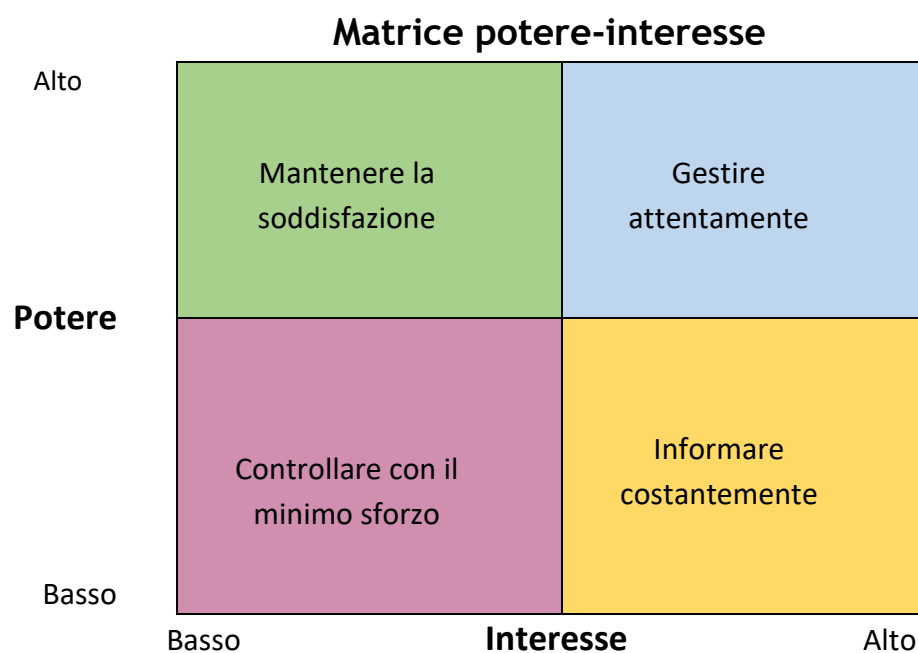 Matrice potere-interesse
Alto
Mantenere la
soddisfazione
Gestire
attentamente
Potere
Controllare con il
minimo sforzo
Informare
costantemente
Basso
Basso
Interesse
Alto